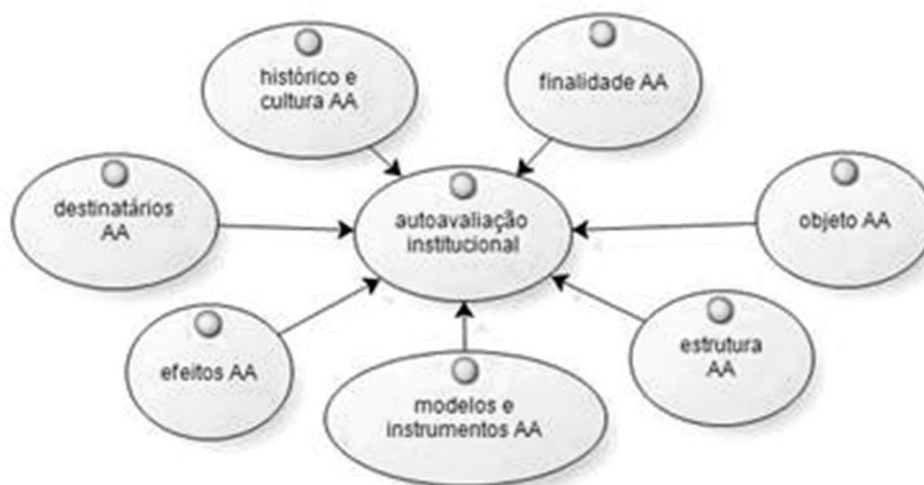 histórico e
cultura AA
finalidade AA
destinatários
AA
autoavaliação
institucional
objeto AA
efeitos AA
modelos e
instrumentos AA
estrutura
AA